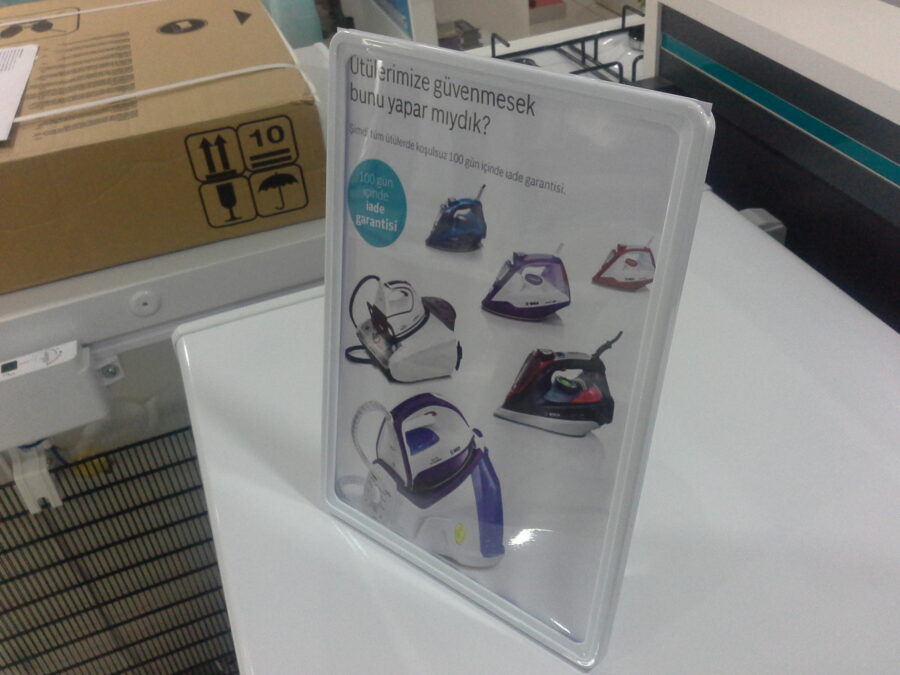 Ütülerimize güvenmesek
bunu yapar mıydık?
Şimdi tüm ütülerde koşulsuz 100 gün içinde iade garantisi.
100 gün
içinde
iade
garantisi
10